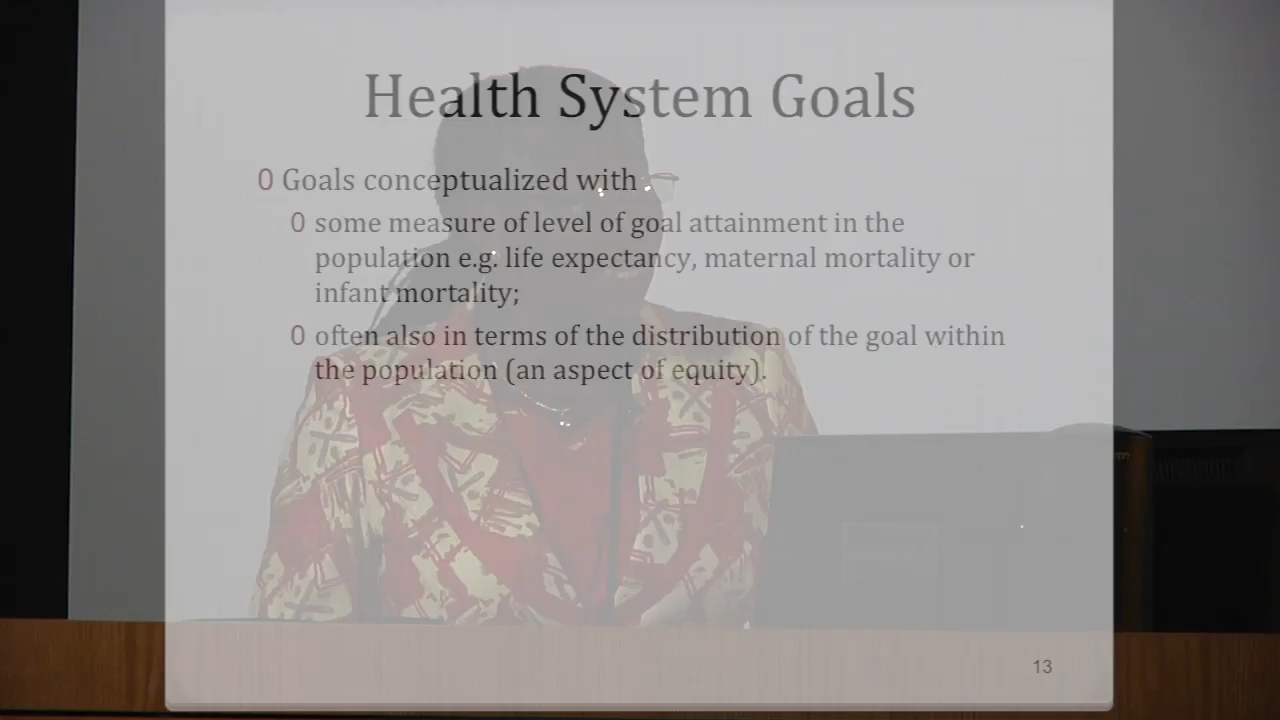 Health System Goals
0 Goals conceptualized with
0 some measure of level of goal attainment in the
population e.g. life expectancy, maternal mortality or
infant mortality;
0 often also in terms of the distribution of the goal within
the population (an aspect of equity).
13